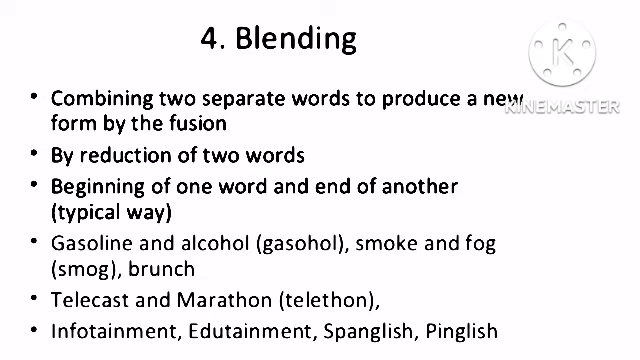 4. Blending
K
KINEMASTER
• Combining two separate words to produce a new
form by the fusion
• By reduction of two words
• Beginning of one word and end of another
(typical way)
• Gasoline and alcohol (gasohol), smoke and fog
(smog), brunch
• Telecast and Marathon (telethon),
• Infotainment, Edutainment, Spanglish, Pinglish